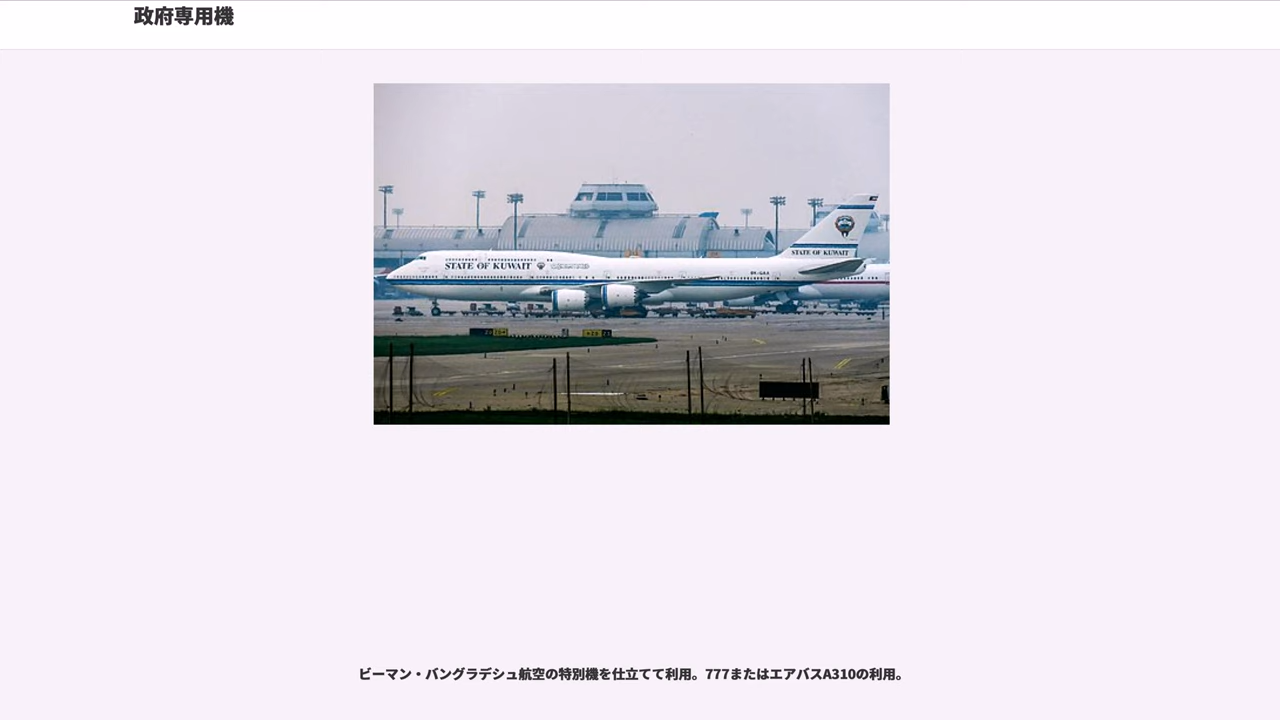 政府専用機
STATE OF KUWAIT
STATE OF KUWAIT
9K-GAA
ビーマン・バングラデシュ航空の特別機を仕立てて利用。777またはエアバスA310の利用。